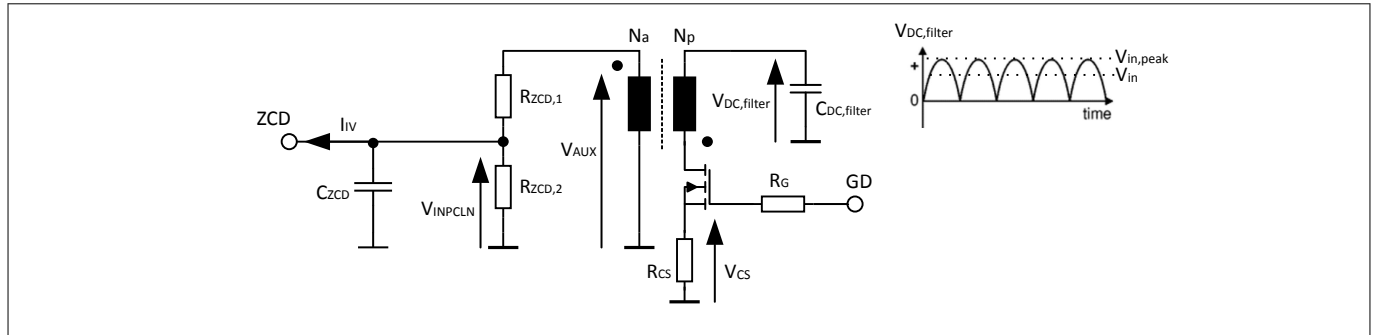 Na
Np
VDC,filter
+
Vin,peak
Vin
0
time
RZCD,1
VDC,filter
CDC,filter
ZCD
IIV
VAUX
CZCD
VINPCLN
RZCD,2
RG
GD
RCS
VCS